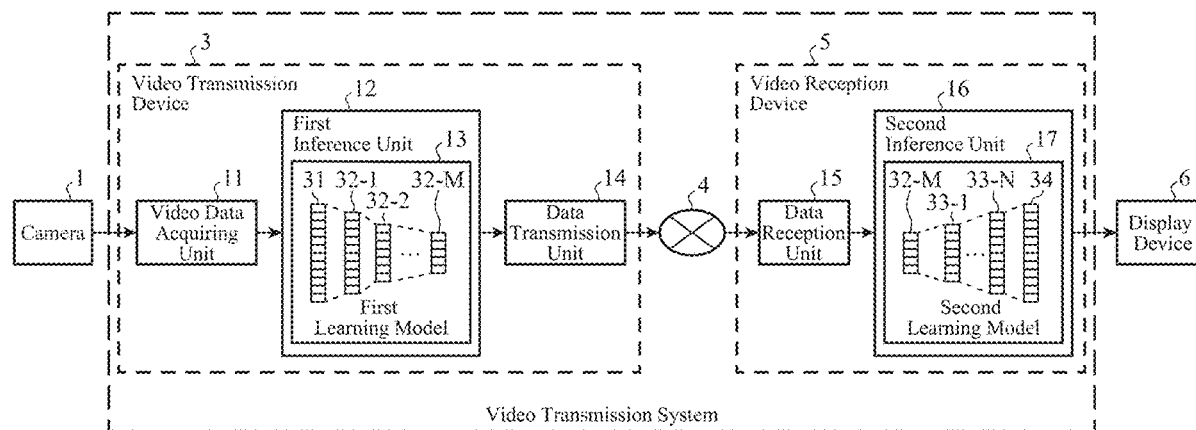 3
5
Video Transmission
Device
Video Reception
Device
12
16
First
Inference Unit
Second
Inference Unit
13
17
1
11
31
32-1
32-2
32-M
14
4
15
32-M
33-1
33-N
34
6
Camera
Video Data
Acquiring
Unit
...
Data
Transmission
Unit
Data
Reception
Unit
...
Display
Device
First
Learning Model
Second
Learning Model
Video Transmission System